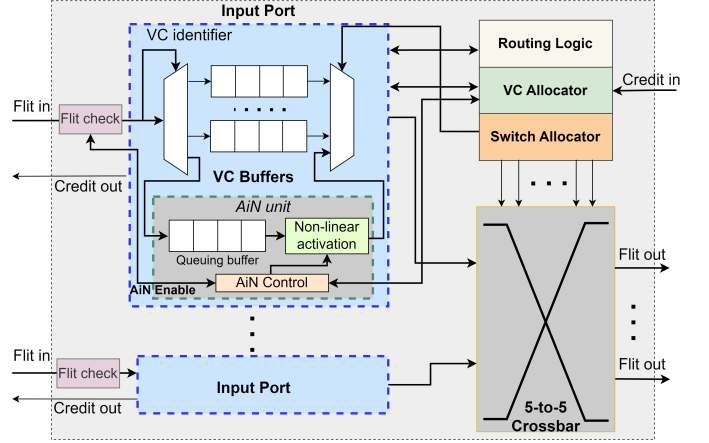 Input Port
VC identifier
Routing Logic
VC Allocator
Credit in
Switch Allocator
Flit in
Flit check
Credit out
VC Buffers
AiN unit
Non-linear
activation
Queuing buffer
AiN Control
AiN Enable
Flit out
Flit out
Flit in
Flit check
Credit out
Input Port
5-to-5
Crossbar